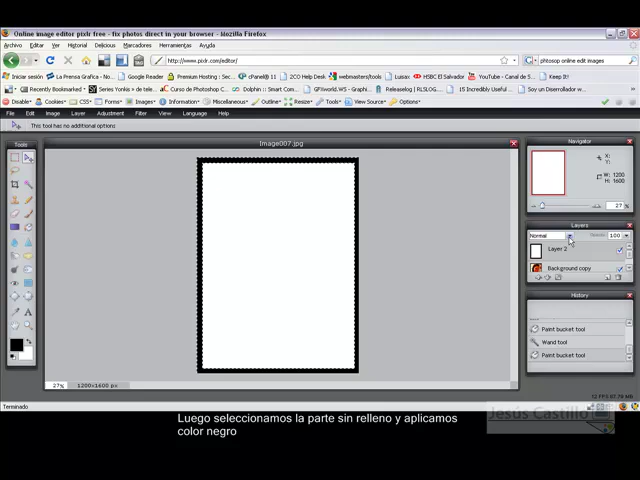 Online image editor pixlr free - fix photos direct in your browser - Mozilla Firefox
Archivo Editar Ver Historial Delicious Marcadores Herramientas Ayuda
http://www.pixlr.com/editor/ phtosop online edit images
Iniciar sesión La Prensa Grafica - No... Google Reader Premium Hosting :: Sec... cPanel® 11 2CO Help Desk webmasters/tools Luisax HSBC El Salvador YouTube - Canal de S... Keep It!
Recently Bookmarked Series Yonkis » de tele... Curso de Photoshop C... Dolphin :: Smart Com... GFXworld.WS - Gra... Releaselog | RLSLOG... 15 Incredibly Useful ... Soy un Diseñador w...
Disable Cookies CSS Forms Images Information Miscellaneous Outline Resize Tools View Source Options
File Edit Image Layer Adjustment Filter View Language Help
This tool has no additional options
Tools
Image007.jpg
Navigator
X:
Y:
W: 1200
H: 1600
27 %
Layers
Normal 100
Layer 2
Background copy
History
Paint bucket tool
Wand tool
Paint bucket tool
27% 1200x1600 px
Terminado
Jesús Castillo
Luego seleccionamos la parte sin relleno y aplicamos
color negro